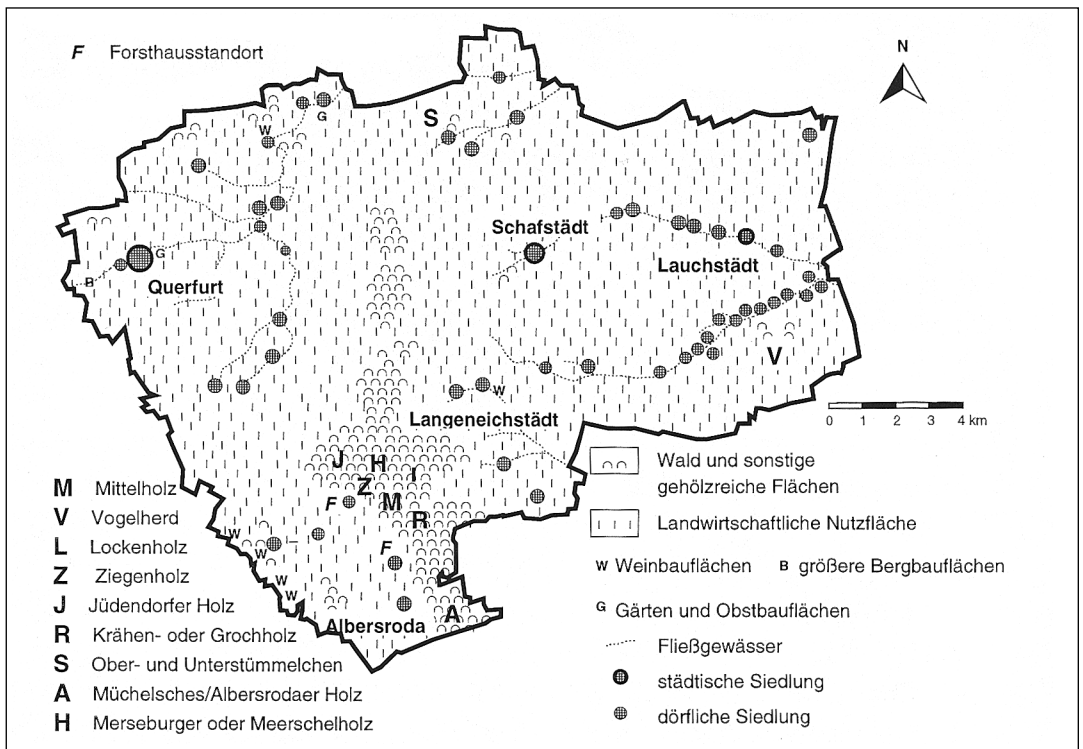 F Forsthausstandort
N
G
W
S
Schafstädt
Lauchstädt
G
B
Querfurt
V
W
Langeneichstädt
0 1 2 3 4 km
J H I
Z
F M
R
F
W
W
W
W
A
Albersroda
M Mittelholz
V Vogelherd
L Lockenholz
Z Ziegenholz
J Jüdendorfer Holz
R Krähen- oder Grochholz
S Ober- und Unterstümmelchen
A Müchelsches/Albersrodaer Holz
H Merseburger oder Meerschelholz
Wald und sonstige
gehölzreiche Flächen
Landwirtschaftliche Nutzfläche
W Weinbauflächen B größere Bergbauflächen
G Gärten und Obstbauflächen
Fließgewässer
städtische Siedlung
dörfliche Siedlung